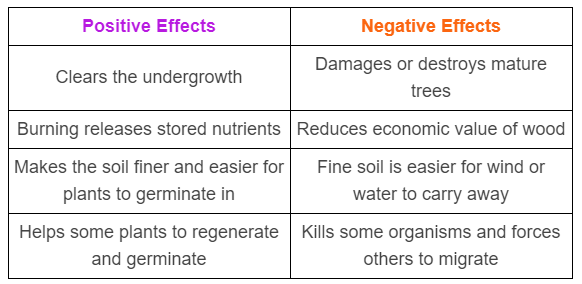 Positive Effects
Negative Effects
Clears the undergrowth
Damages or destroys mature
trees
Burning releases stored nutrients
Reduces economic value of wood
Makes the soil finer and easier for
plants to germinate in
Fine soil is easier for wind or
water to carry away
Helps some plants to regenerate
and germinate
Kills some organisms and forces
others to migrate